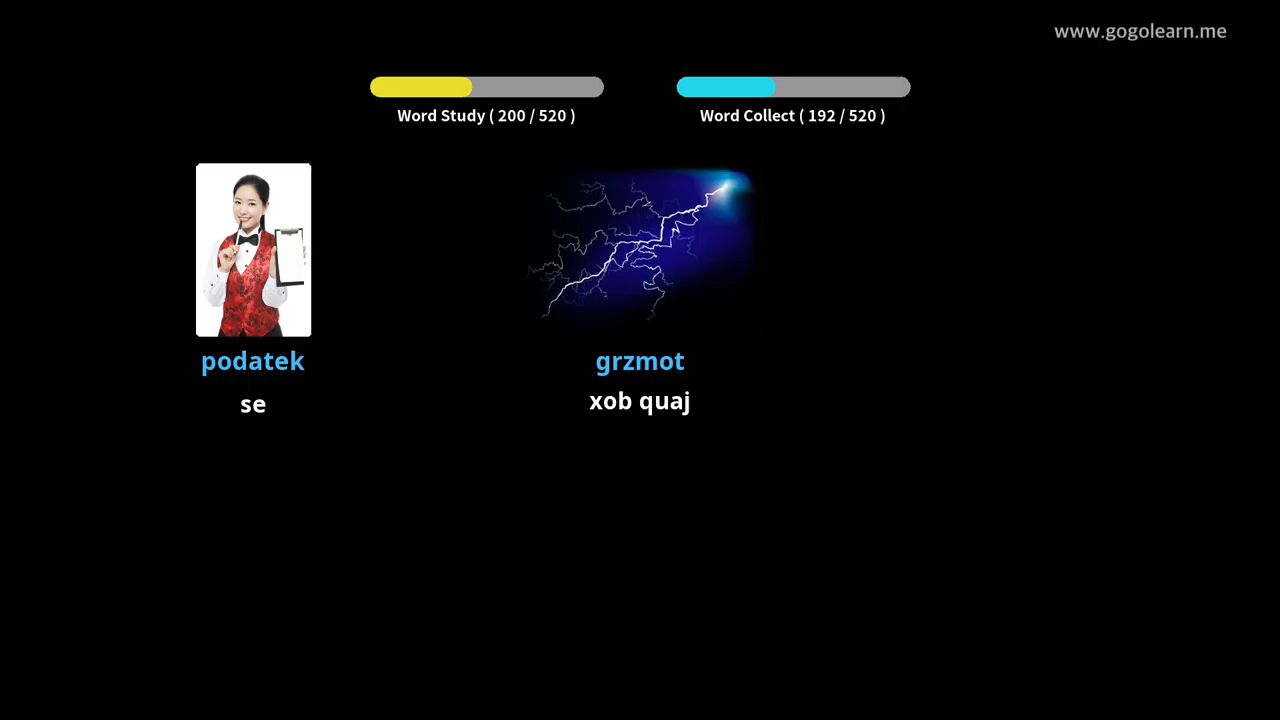 www.gogolearn.me
Word Study ( 200 / 520 )
Word Collect ( 192 / 520 )
podatek
se
grzmot
xob quaj